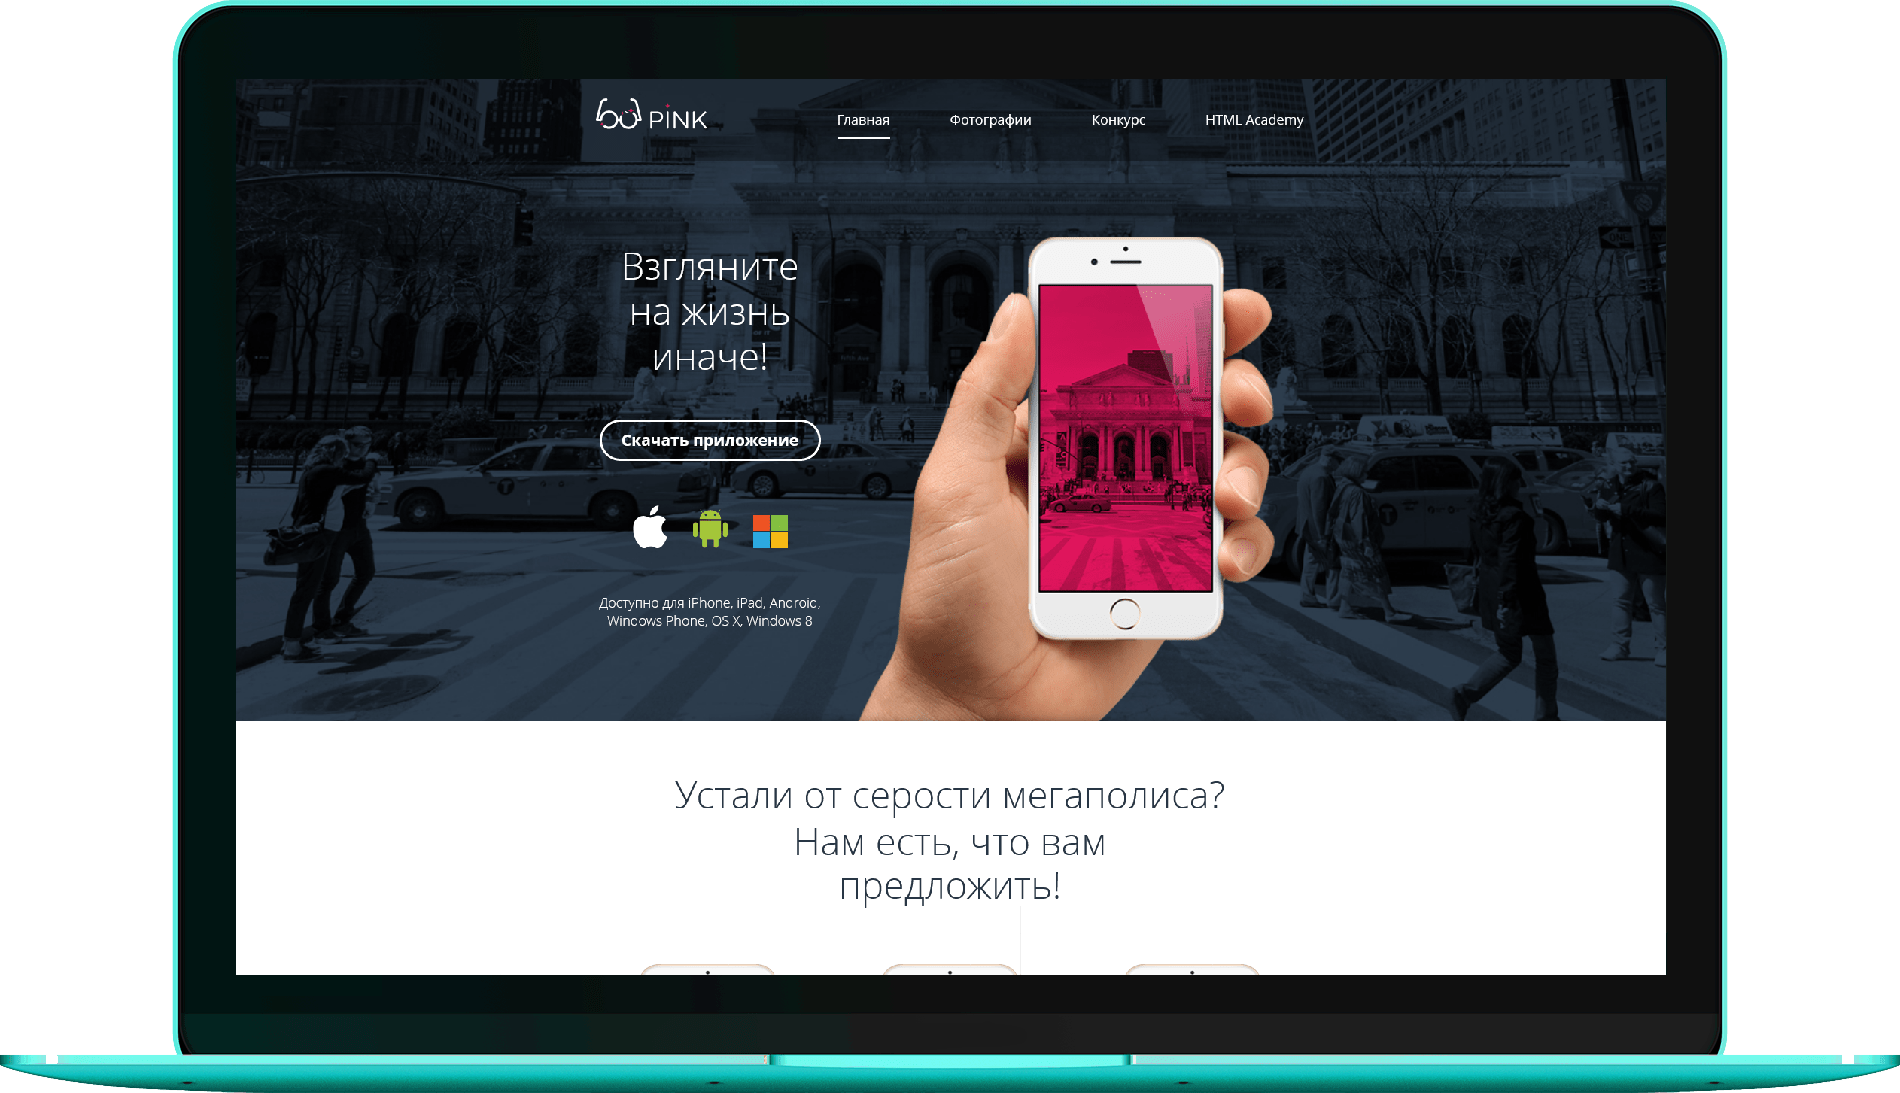 PINK
Главная
Фотографии
Конкурс
HTML Academy
Взгляните
на жизнь
иначе!
Скачать приложение
Доступно для iPhone, iPad, Android,
Windows Phone, OS X, Windows 8
Устали от серости мегаполиса?
Нам есть, что вам
предложить!